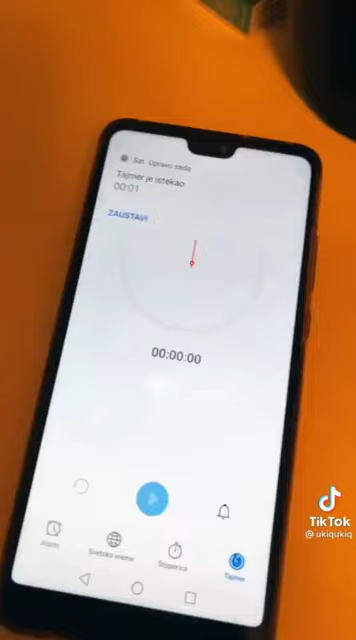 Sat Upravo sada
Tajmer je istekao
00:01
ZAUSTAVI
00:00:00
Alarm
Svetsko vreme
Štoperica
Tajmer
TikTok
@ukiqukiq